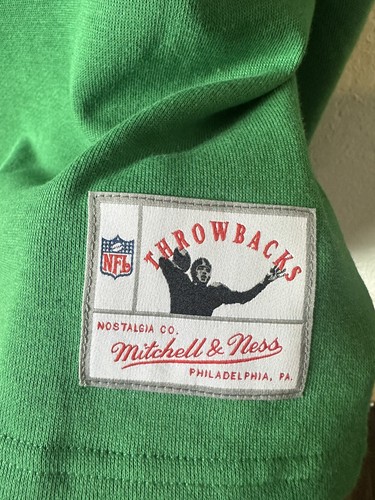 THROWBACKS
NFL
NOSTALGIA CO.
Mitchell & Ness
PHILADELPHIA, PA.